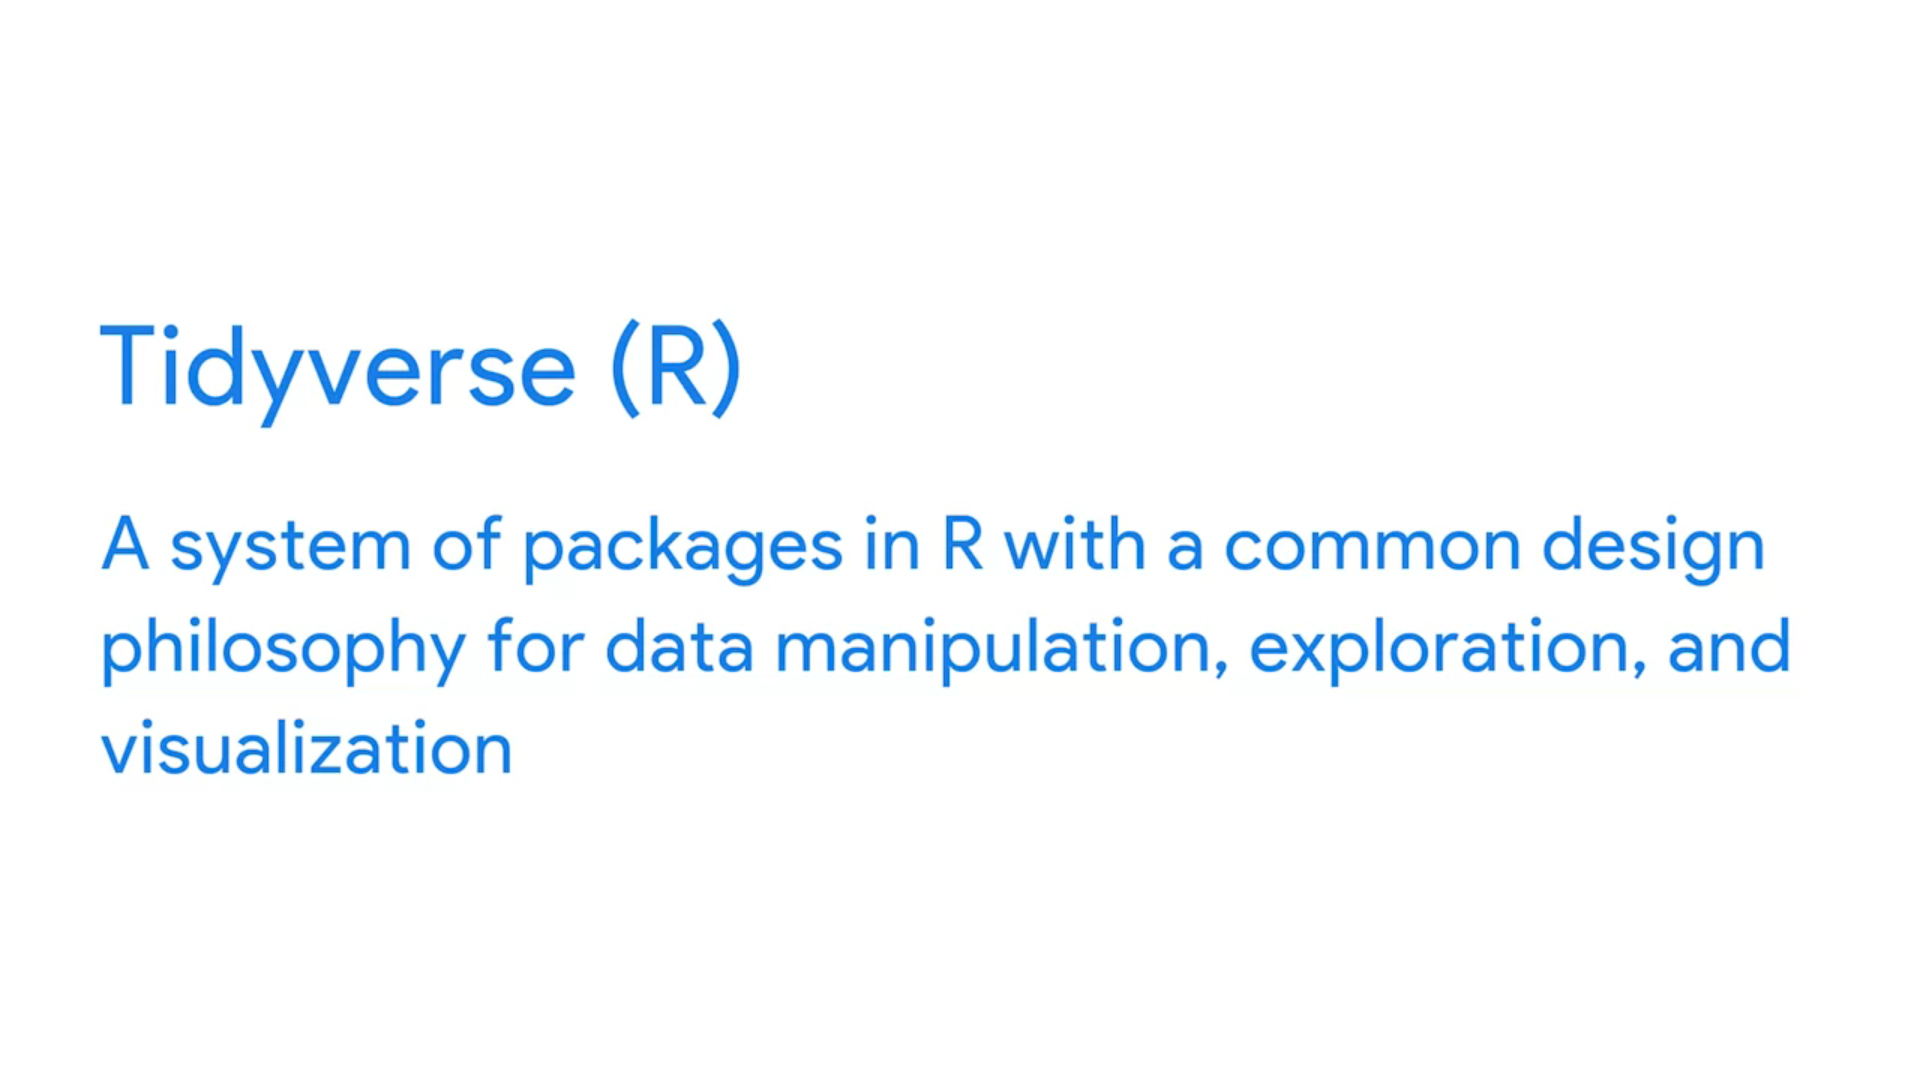 Tidyverse (R)
A system of packages in R with a common design
philosophy for data manipulation, exploration, and
visualization